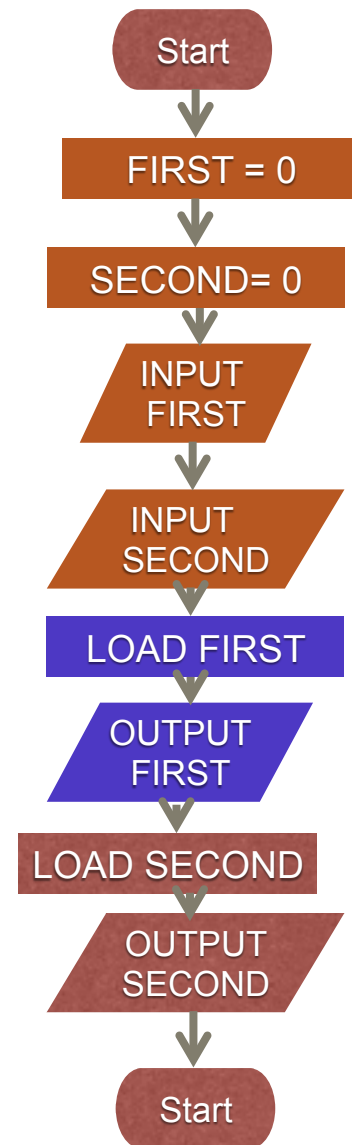 Start
FIRST = 0
SECOND= 0
INPUT
FIRST
INPUT
SECOND
LOAD FIRST
OUTPUT
FIRST
LOAD SECOND
OUTPUT
SECOND
Start